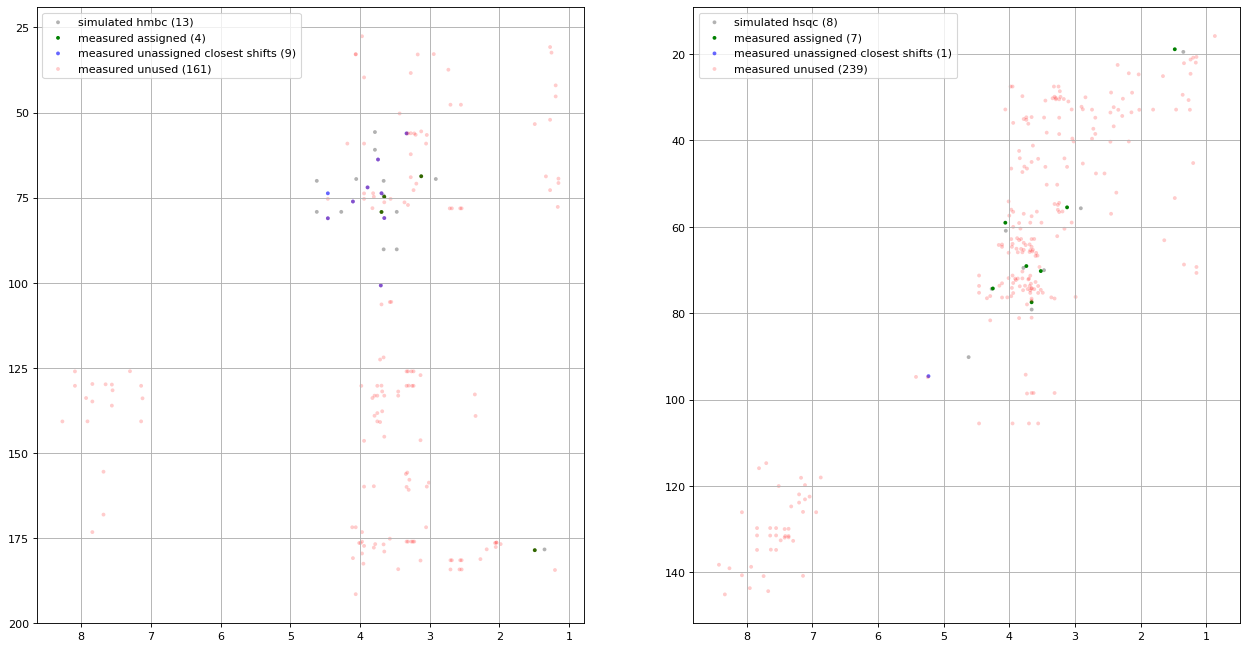 simulated hmbc (13)
measured assigned (4)
measured unassigned closest shifts (9)
measured unused (161)
25
50
75
100
125
150
175
200
8 7 6 5 4 3 2 1
simulated hsqc (8)
measured assigned (7)
measured unassigned closest shifts (1)
measured unused (239)
20
40
60
80
100
120
140
8 7 6 5 4 3 2 1